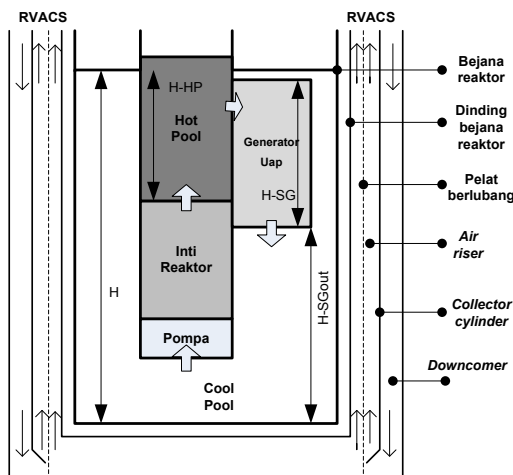 RVACS
RVACS
H-HP
Hot
Pool
Generator
Uap
H-SG
Inti
Reaktor
H
H-SGout
Pompa
Cool
Pool
Bejana
reaktor
Dinding
bejana
reaktor
Pelat
berlubang
Air
riser
Collector
cylinder
Downcomer